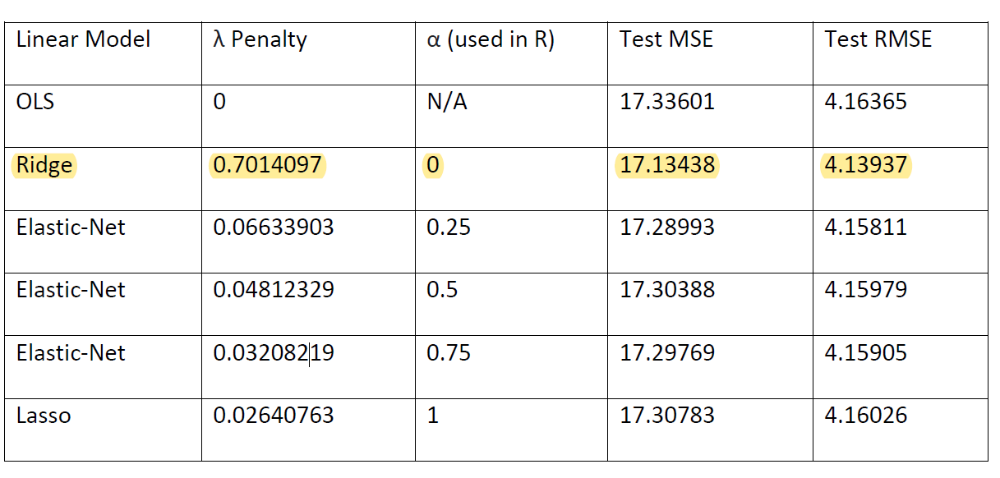 Linear Model λ Penalty α (used in R) Test MSE Test RMSE
OLS 0 N/A 17.33601 4.16365
Ridge 0.7014097 0 17.13438 4.13937
Elastic-Net 0.06633903 0.25 17.28993 4.15811
Elastic-Net 0.04812329 0.5 17.30388 4.15979
Elastic-Net 0.03208219 0.75 17.29769 4.15905
Lasso 0.02640763 1 17.30783 4.16026